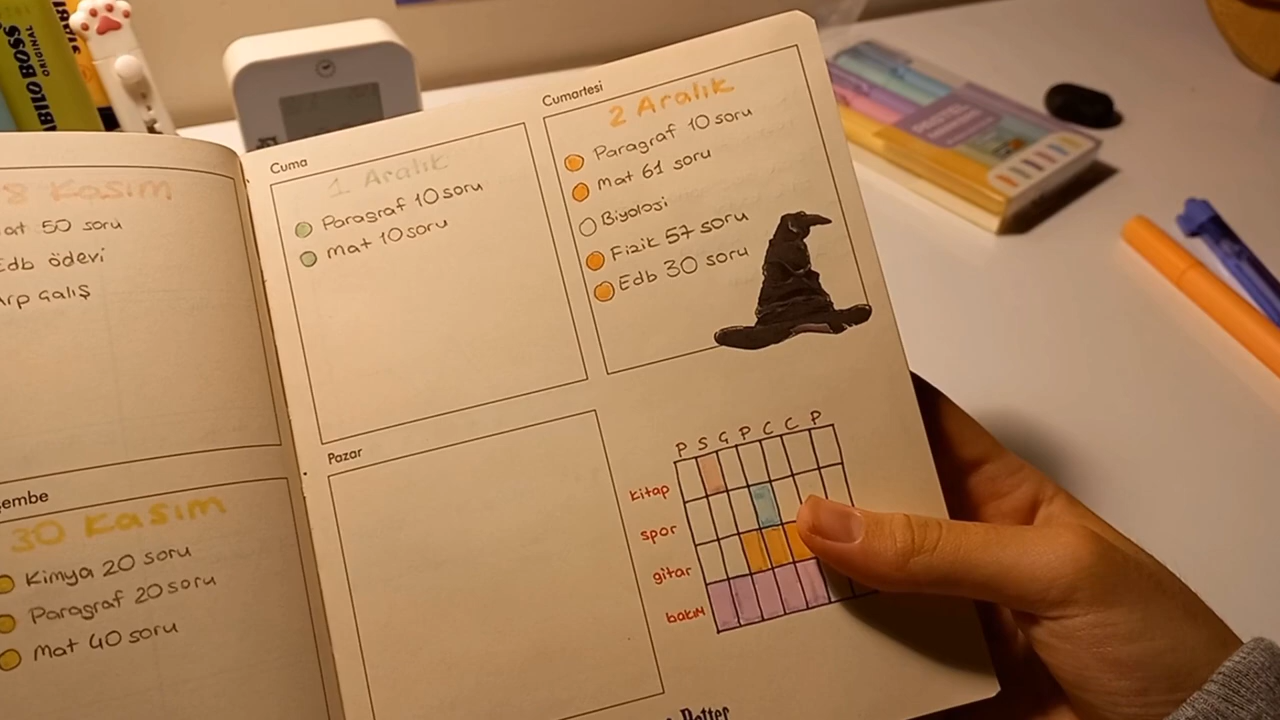 BOSS
ORIGINAL
8 Kasım
at 50 soru
Edb ödevi
Arp çalış
embe
30 Kasım
Kimya 20 soru
Paragraf 20 soru
Mat 40 soru
Cuma
1 Aralık
Paragraf 10 soru
mat 10 soru
Cumartesi
2 Aralık
Paragraf 10 soru
mat 61 soru
Biyoloji
Fizik 57 soru
Edb 30 soru
Pazar
P S G P C C P
kitap
spor
gitar
bakım
Potter